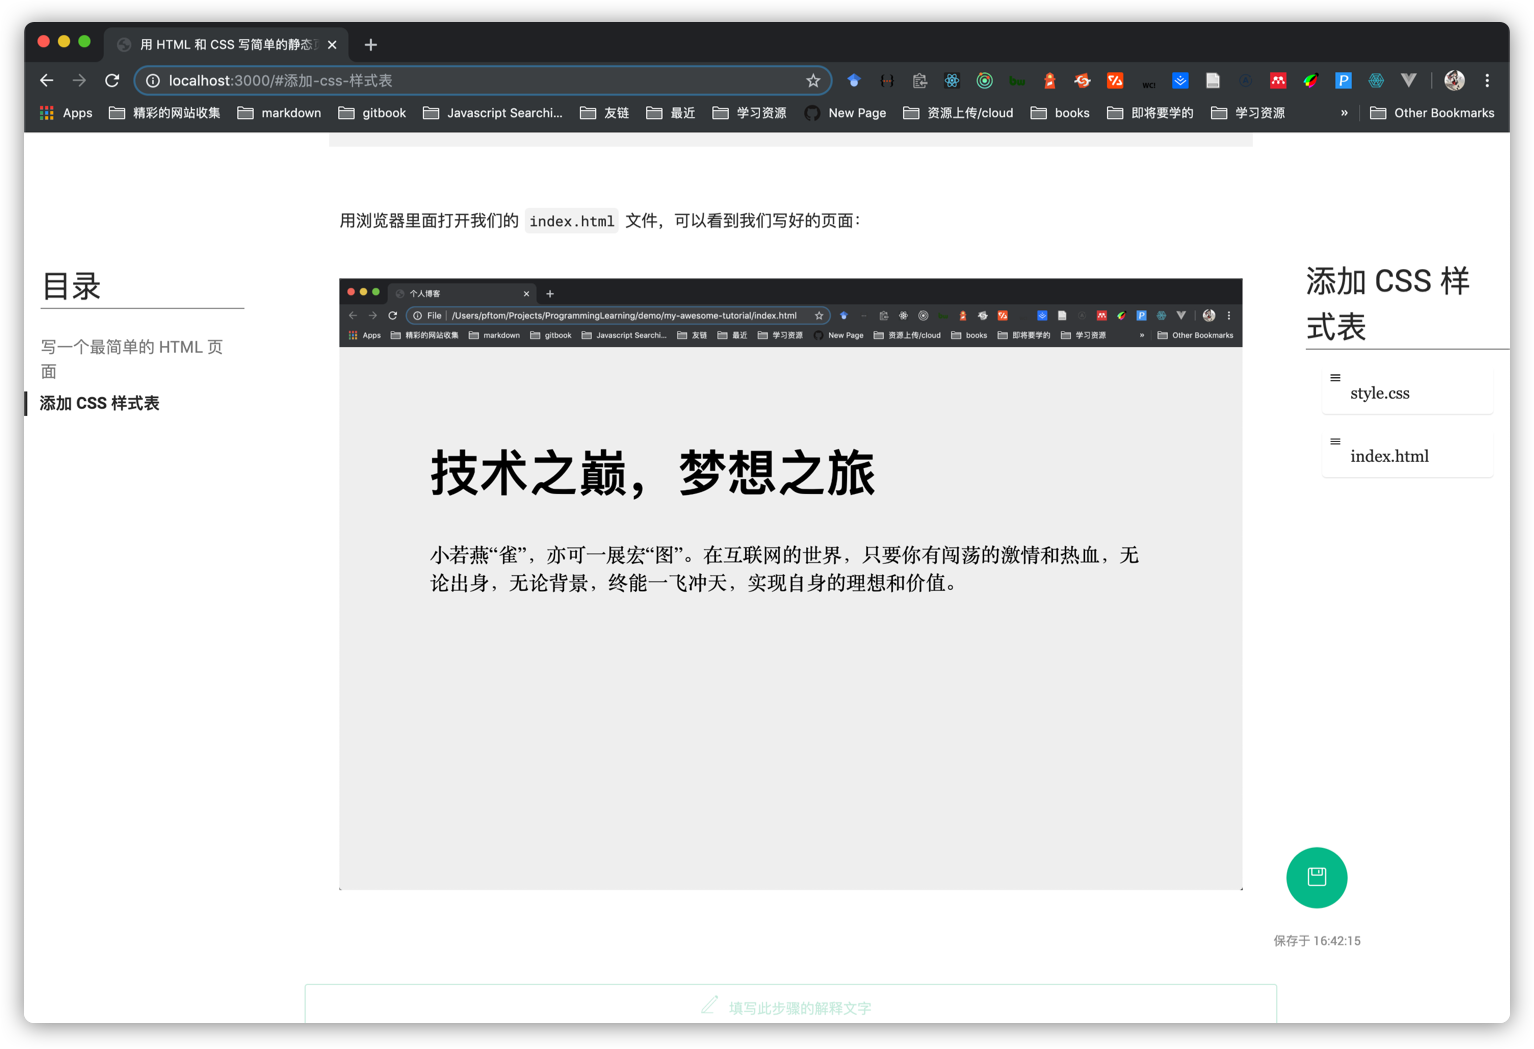 用 HTML 和 CSS 写简单的静态
localhost:3000/#添加-css-样式表
Apps 精彩的网站收集 markdown gitbook Javascript Searchi... 友链 最近 学习资源 New Page 资源上传/cloud books 即将要学的 学习资源 » Other Bookmarks
用浏览器里面打开我们的 index.html 文件，可以看到我们写好的页面：
目录
写一个最简单的 HTML 页
面
添加 CSS 样式表
个人博客
File /Users/pftom/Projects/ProgrammingLearning/demo/my-awesome-tutorial/index.html
Apps 精彩的网站收集 markdown gitbook Javascript Searchi... 友链 最近 学习资源 New Page 资源上传/cloud books 即将要学的 学习资源 » Other Bookmarks
技术之巅，梦想之旅
小若燕“雀”，亦可一展宏“图”。在互联网的世界，只要你有闯荡的激情和热血，无
论出身，无论背景，终能一飞冲天，实现自身的理想和价值。
添加 CSS 样
式表
style.css
index.html
保存于 16:42:15
填写此步骤的解释文字